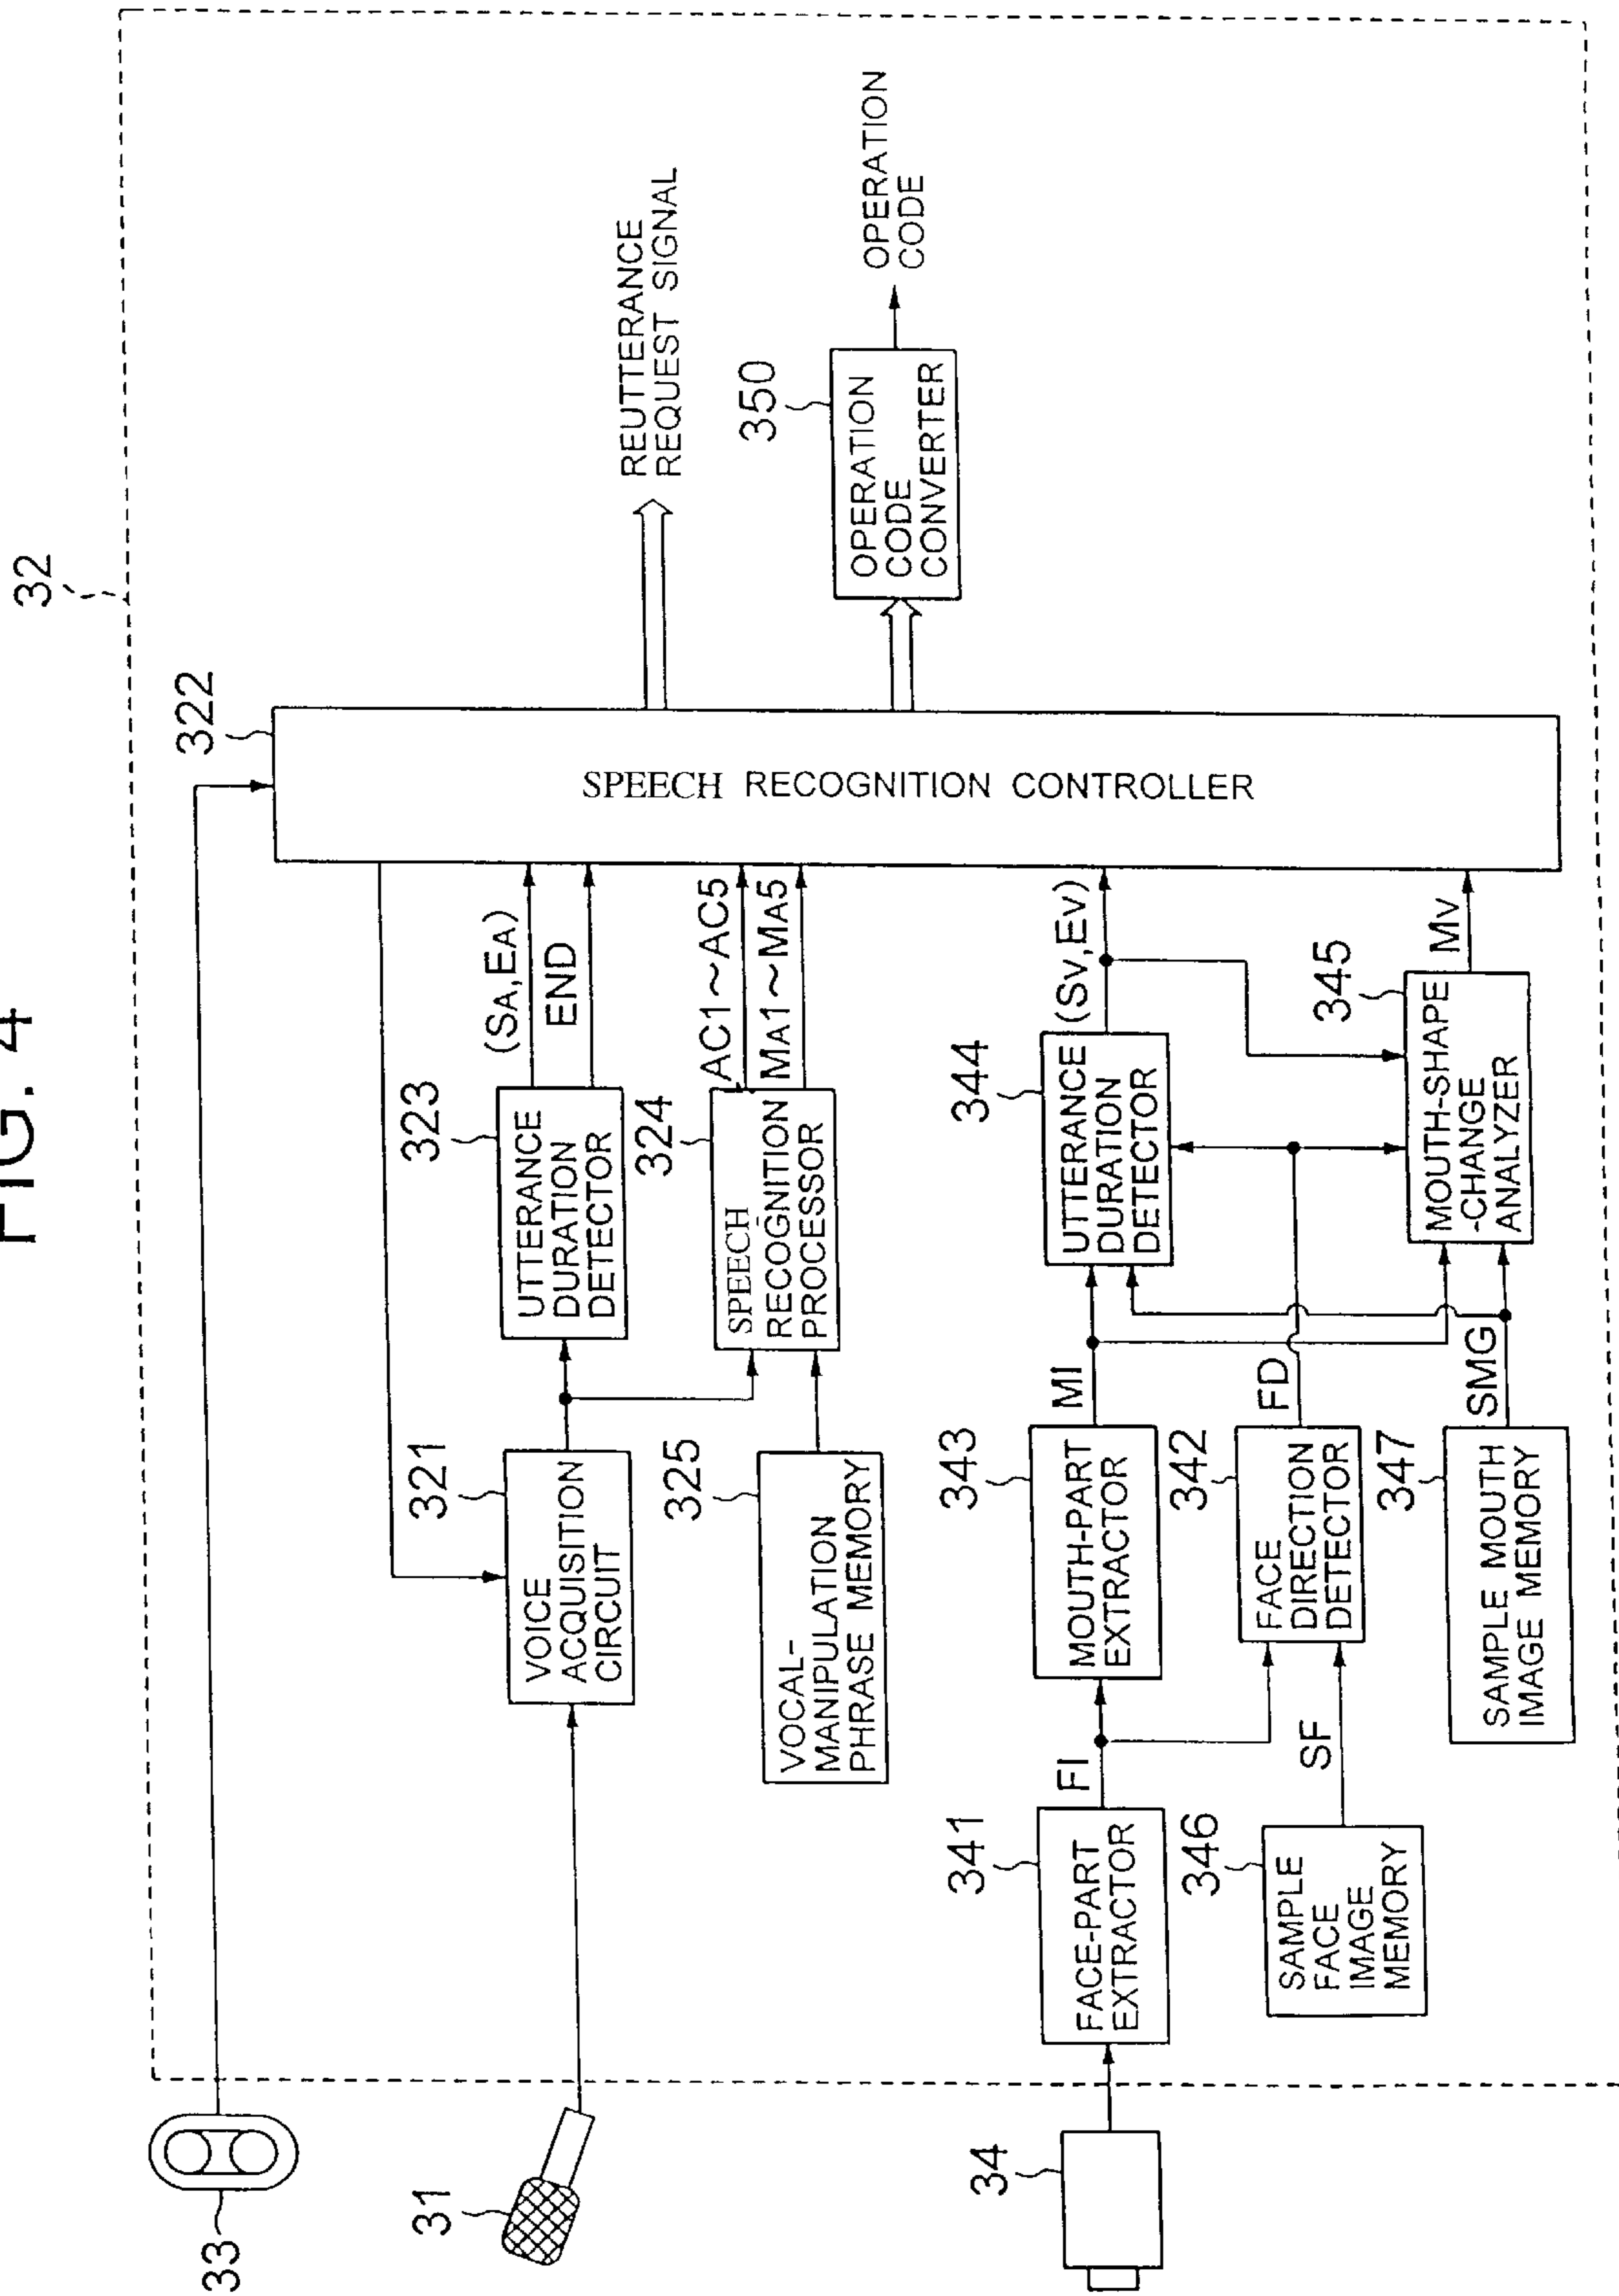 FIG. 4
32
33
31
34
322
SPEECH RECOGNITION CONTROLLER
REUTTERANCE
REQUEST SIGNAL
350
OPERATION
CODE
CONVERTER
OPERATION
CODE
321
VOICE
ACQUISITION
CIRCUIT
323
UTTERANCE
DURATION
DETECTOR
(SA,EA)
END
325
VOCAL-
MANIPULATION
PHRASE MEMORY
324
SPEECH
RECOGNITION
PROCESSOR
AC1~AC5
MA1~MA5
341
FACE-PART
EXTRACTOR
FI
343
MOUTH-PART
EXTRACTOR
MI
344
UTTERANCE
DURATION
DETECTOR
(SV,EV)
346
SAMPLE
FACE
IMAGE
MEMORY
SF
342
FACE
DIRECTION
DETECTOR
FD
345
MOUTH-SHAPE
-CHANGE
ANALYZER
MV
347
SAMPLE MOUTH
IMAGE MEMORY
SMG